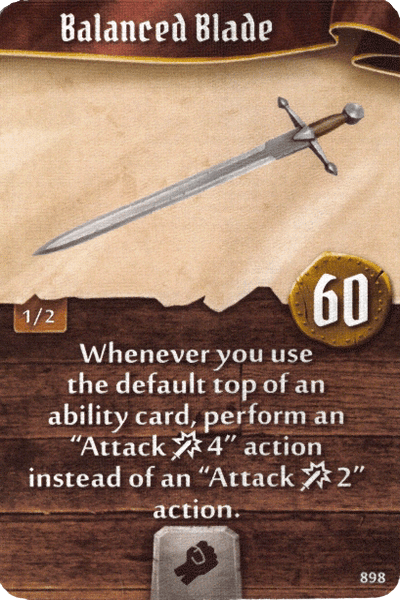 Balanced Blade
60
1/2
Whenever you use
the default top of an
ability card, perform an
“Attack 4” action
instead of an “Attack 2”
action.
898